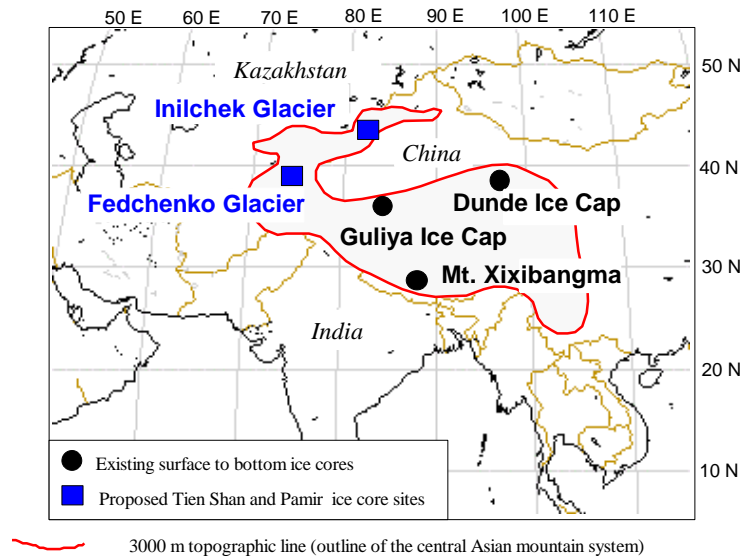 50 E 60 E 70 E 80 E 90 E 100 E 110 E
Kazakhstan
50 N
Inilchek Glacier
China
40 N
Fedchenko Glacier
Dunde Ice Cap
Guliya Ice Cap
Mt. Xixibangma
30 N
India
20 N
Existing surface to bottom ice cores
10 N
Proposed Tien Shan and Pamir ice core sites
3000 m topographic line (outline of the central Asian mountain system)